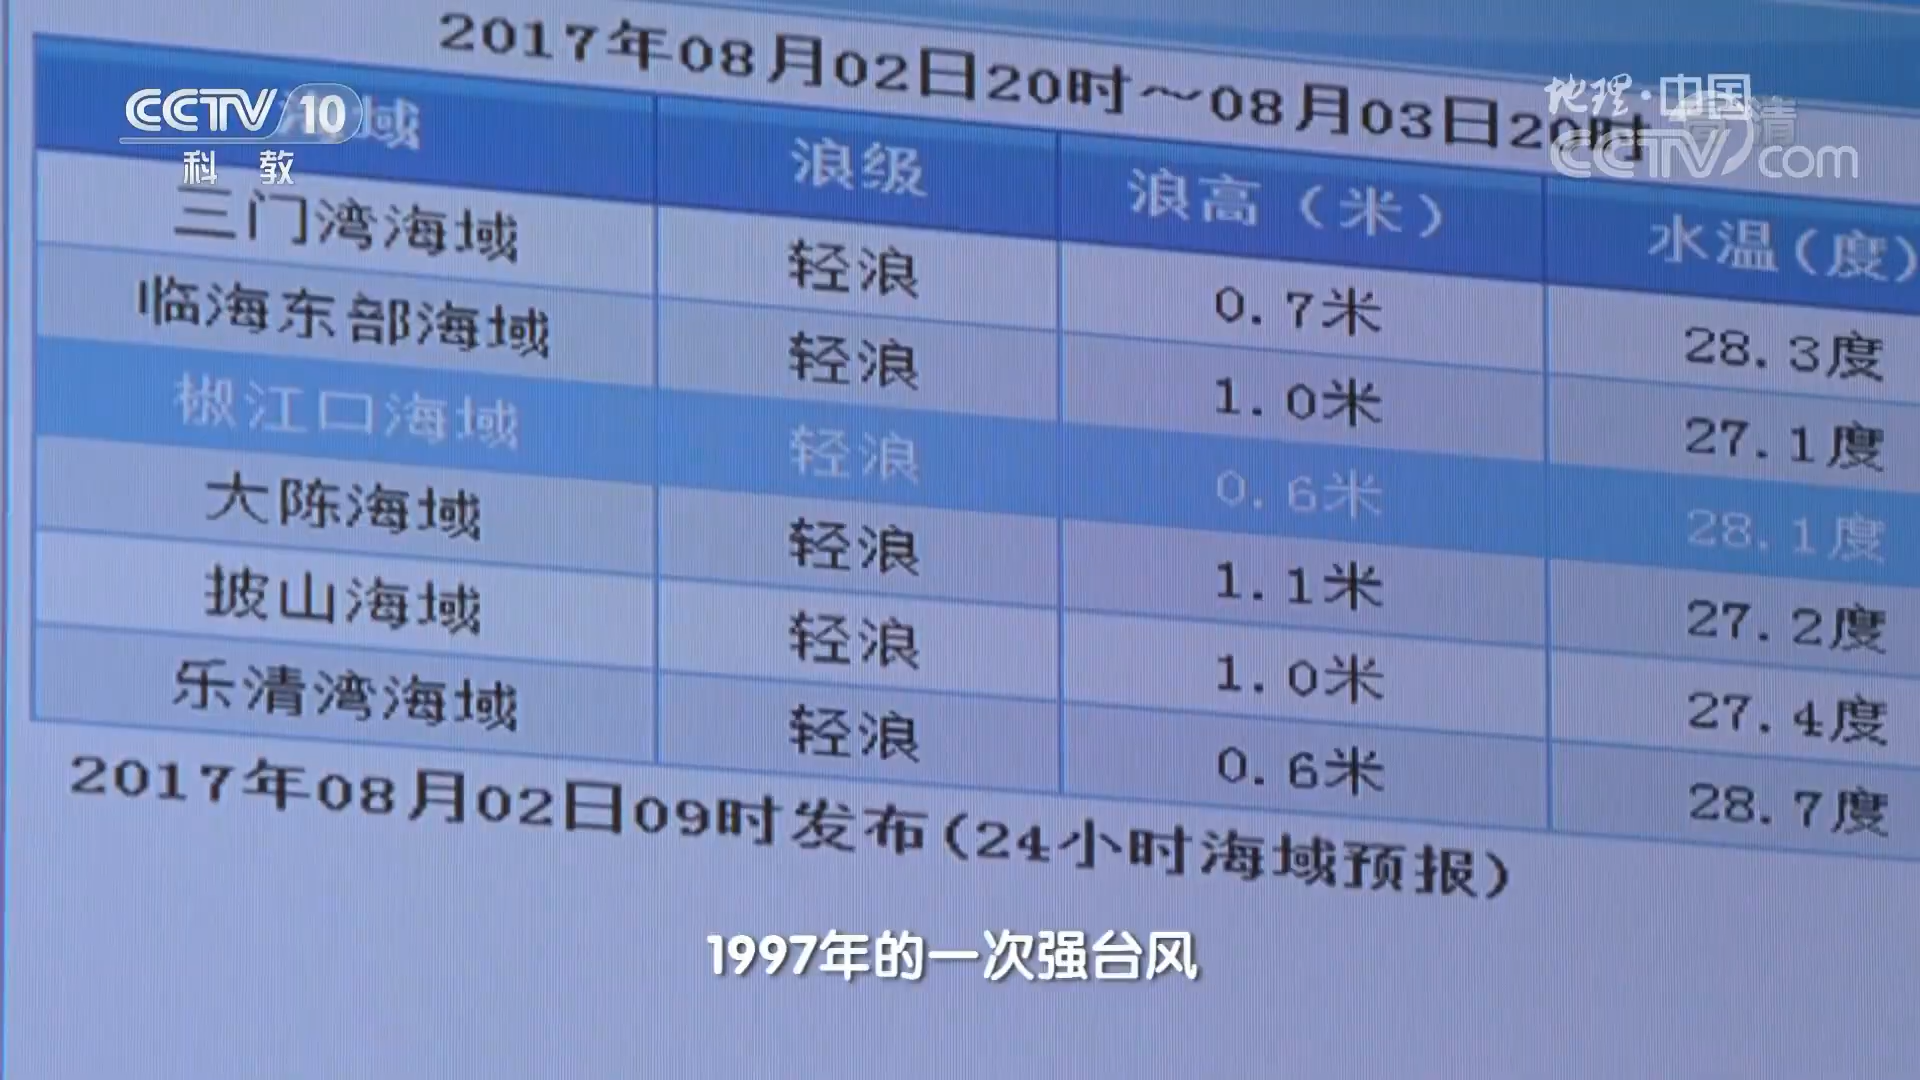 2017年08月02日20时～08月03日20时
CCTV 10
科 教
地理·中国
高清
CCTV com
海域 浪级 浪高（米） 水温（度）
三门湾海域 轻浪 0.7米 28.3度
临海东部海域 轻浪 1.0米 27.1度
椒江口海域 轻浪 0.6米 28.1度
大陈海域 轻浪 1.1米 27.2度
披山海域 轻浪 1.0米 27.4度
乐清湾海域 轻浪 0.6米 28.7度
2017年08月02日09时发布(24小时海域预报)
1997年的一次强台风